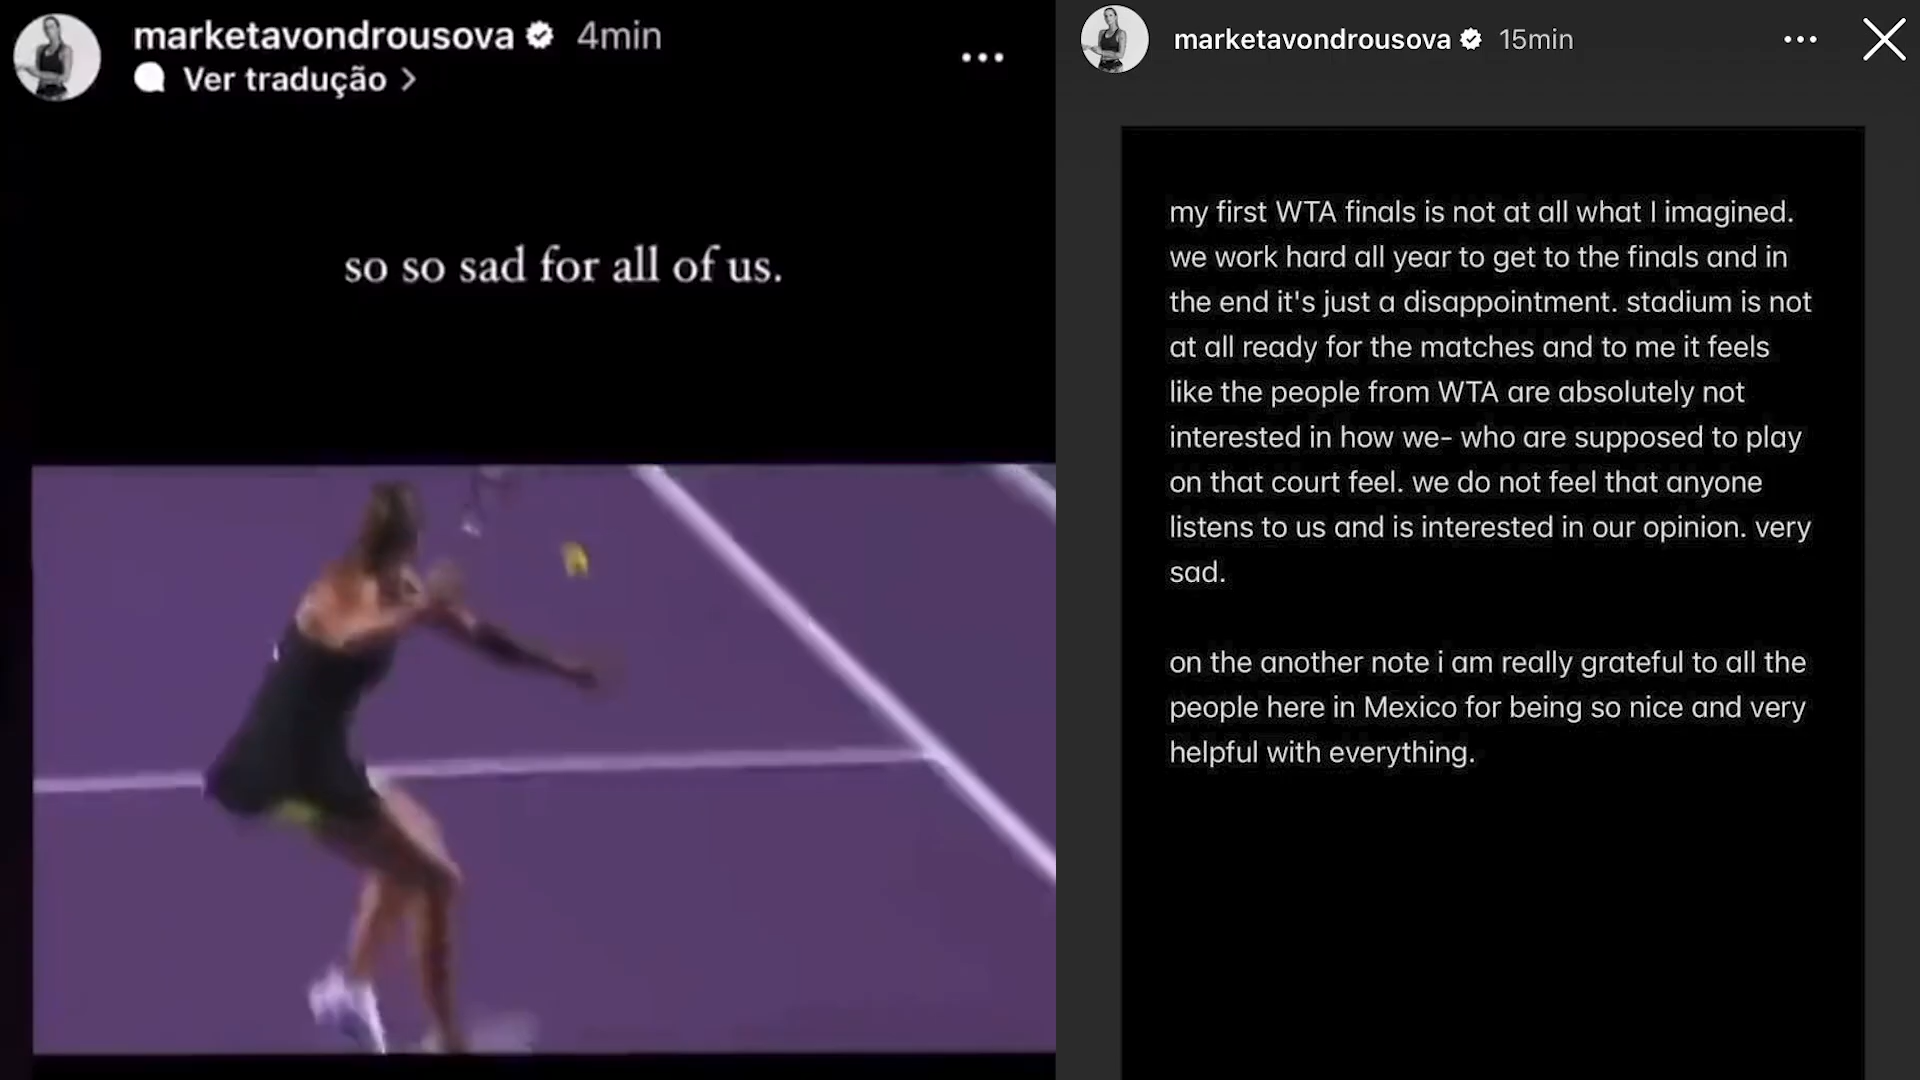 marketavondrousova 4min
Ver tradução >
so so sad for all of us.
marketavondrousova 15min
my first WTA finals is not at all what I imagined.
we work hard all year to get to the finals and in
the end it's just a disappointment. stadium is not
at all ready for the matches and to me it feels
like the people from WTA are absolutely not
interested in how we- who are supposed to play
on that court feel. we do not feel that anyone
listens to us and is interested in our opinion. very
sad.
on the another note i am really grateful to all the
people here in Mexico for being so nice and very
helpful with everything.